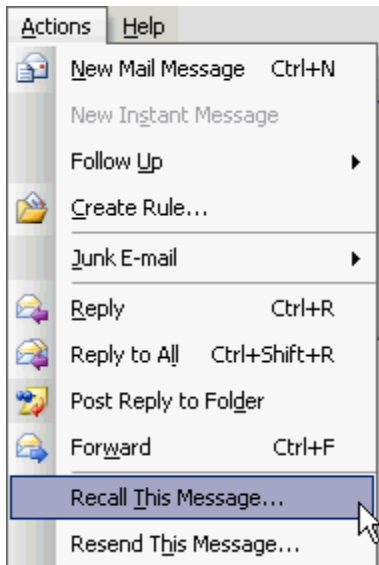 Actions Help
New Mail Message Ctrl+N
New Instant Message
Follow Up
Create Rule...
Junk E-mail
Reply Ctrl+R
Reply to All Ctrl+Shift+R
Post Reply to Folder
Forward Ctrl+F
Recall This Message...
Resend This Message...